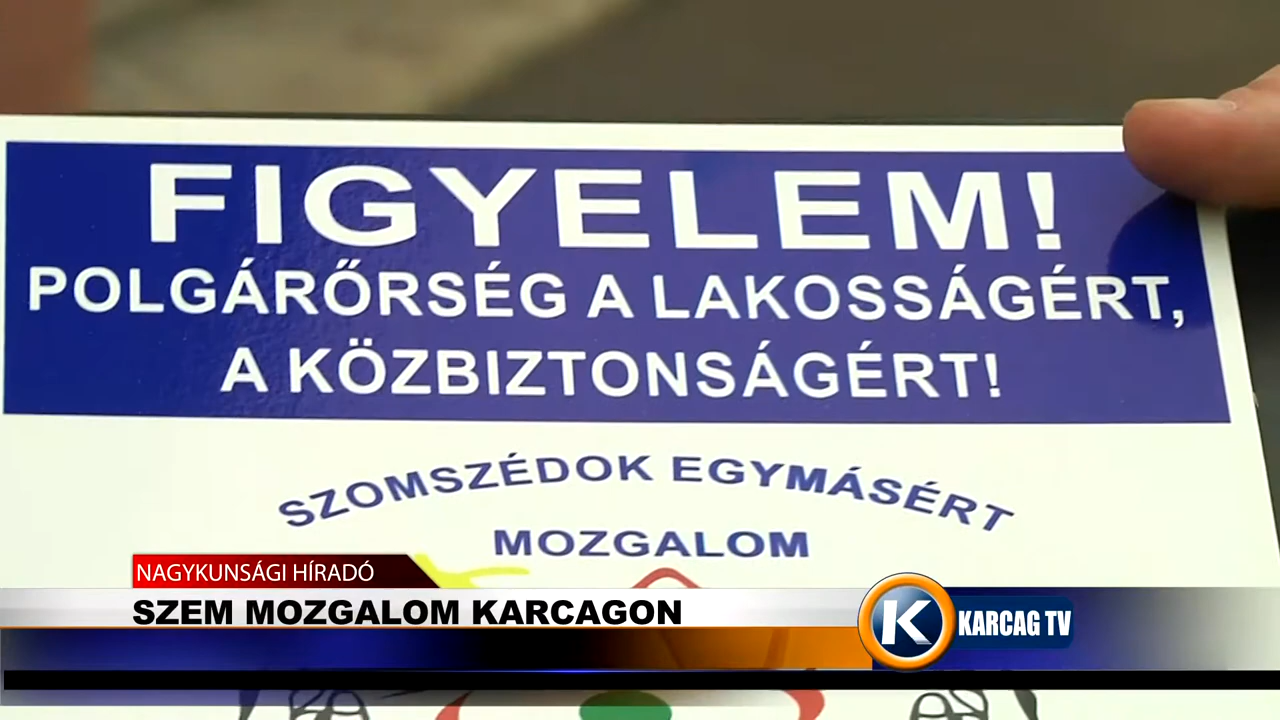 FIGYELEM!
POLGÁRŐRSÉG A LAKOSSÁGÉRT,
A KÖZBIZTONSÁGÉRT!
SZOMSZÉDOK EGYMÁSÉRT
MOZGALOM
NAGYKUNSÁGI HÍRADÓ
SZEM MOZGALOM KARCAGON
K KARCAG TV